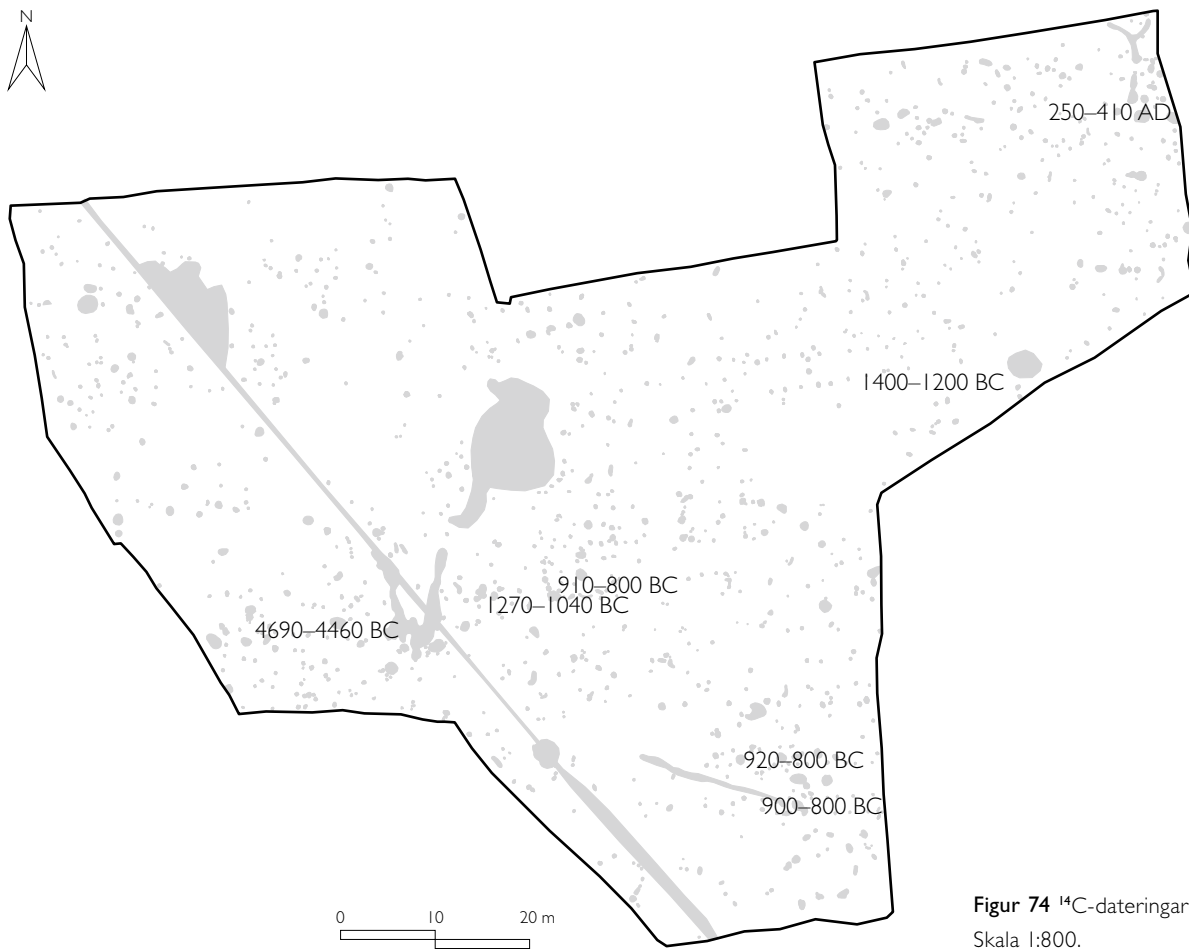 N
250–410 AD
1400–1200 BC
910–800 BC
1270–1040 BC
4690–4460 BC
920–800 BC
900–800 BC
0 10 20 m
Figur 74 ¹⁴C-dateringar
Skala 1:800.